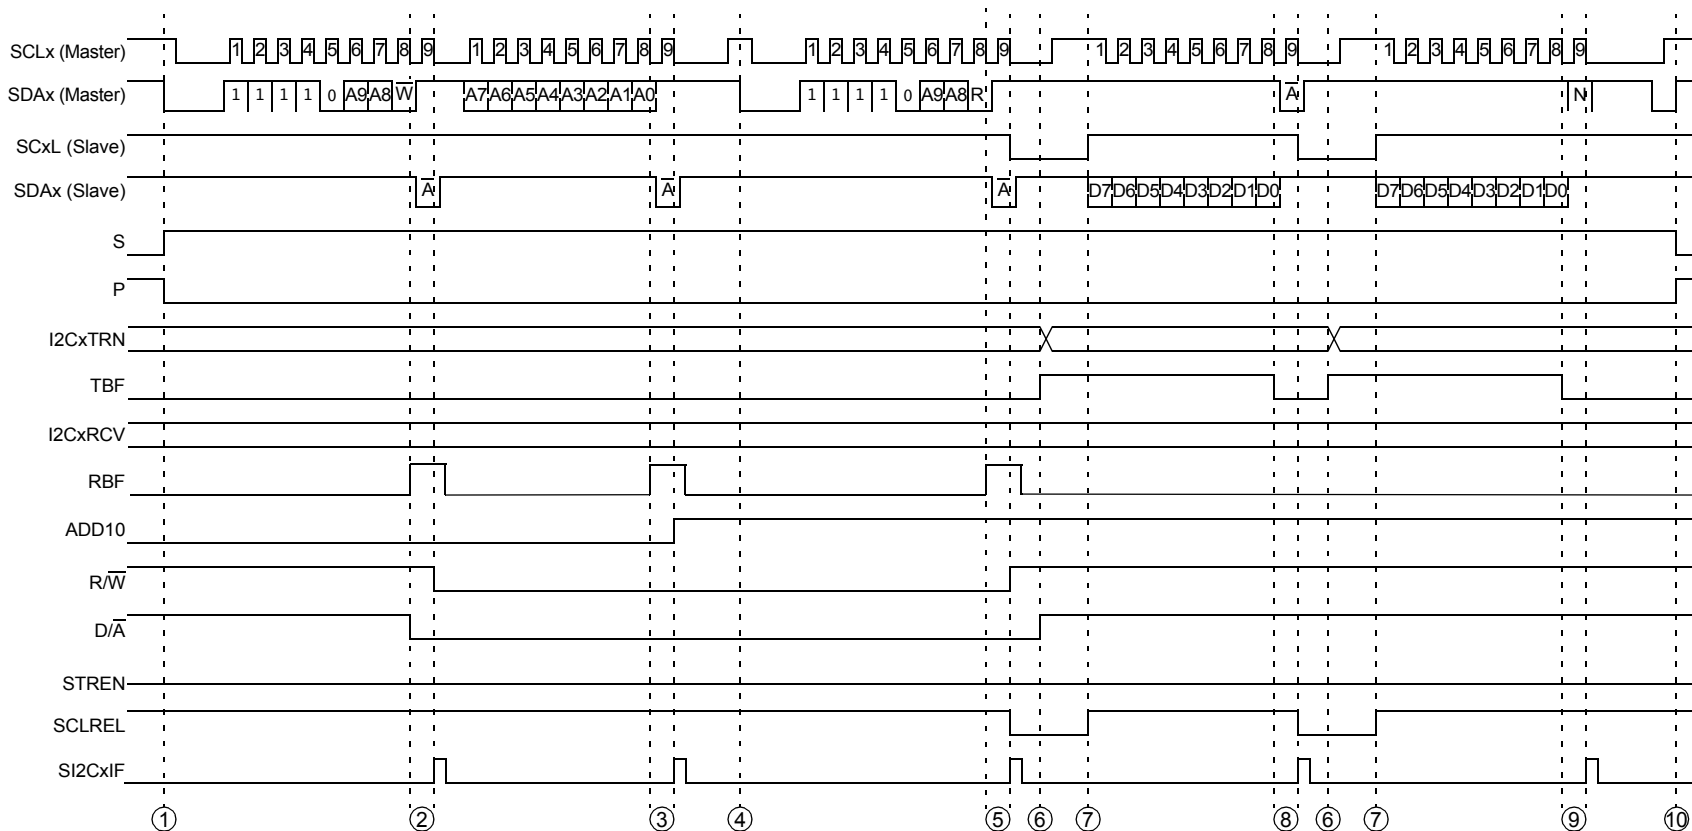 SCLx (Master) 1 2 3 4 5 6 7 8 9 1 2 3 4 5 6 7 8 9 1 2 3 4 5 6 7 8 9 1 2 3 4 5 6 7 8 9 1 2 3 4 5 6 7 8 9
SDAx (Master) 1 1 1 1 0 A9 A8 W̅ A7 A6 A5 A4 A3 A2 A1 A0 1 1 1 1 0 A9 A8 R A̅ N
SCxL (Slave)
SDAx (Slave) A̅ A̅ A̅ D7 D6 D5 D4 D3 D2 D1 D0 D7 D6 D5 D4 D3 D2 D1 D0
S
P
I2CxTRN
TBF
I2CxRCV
RBF
ADD10
R/W̅
D/A̅
STREN
SCLREL
SI2CxIF
① ② ③ ④ ⑤ ⑥ ⑦ ⑧ ⑥ ⑦ ⑨ ⑩